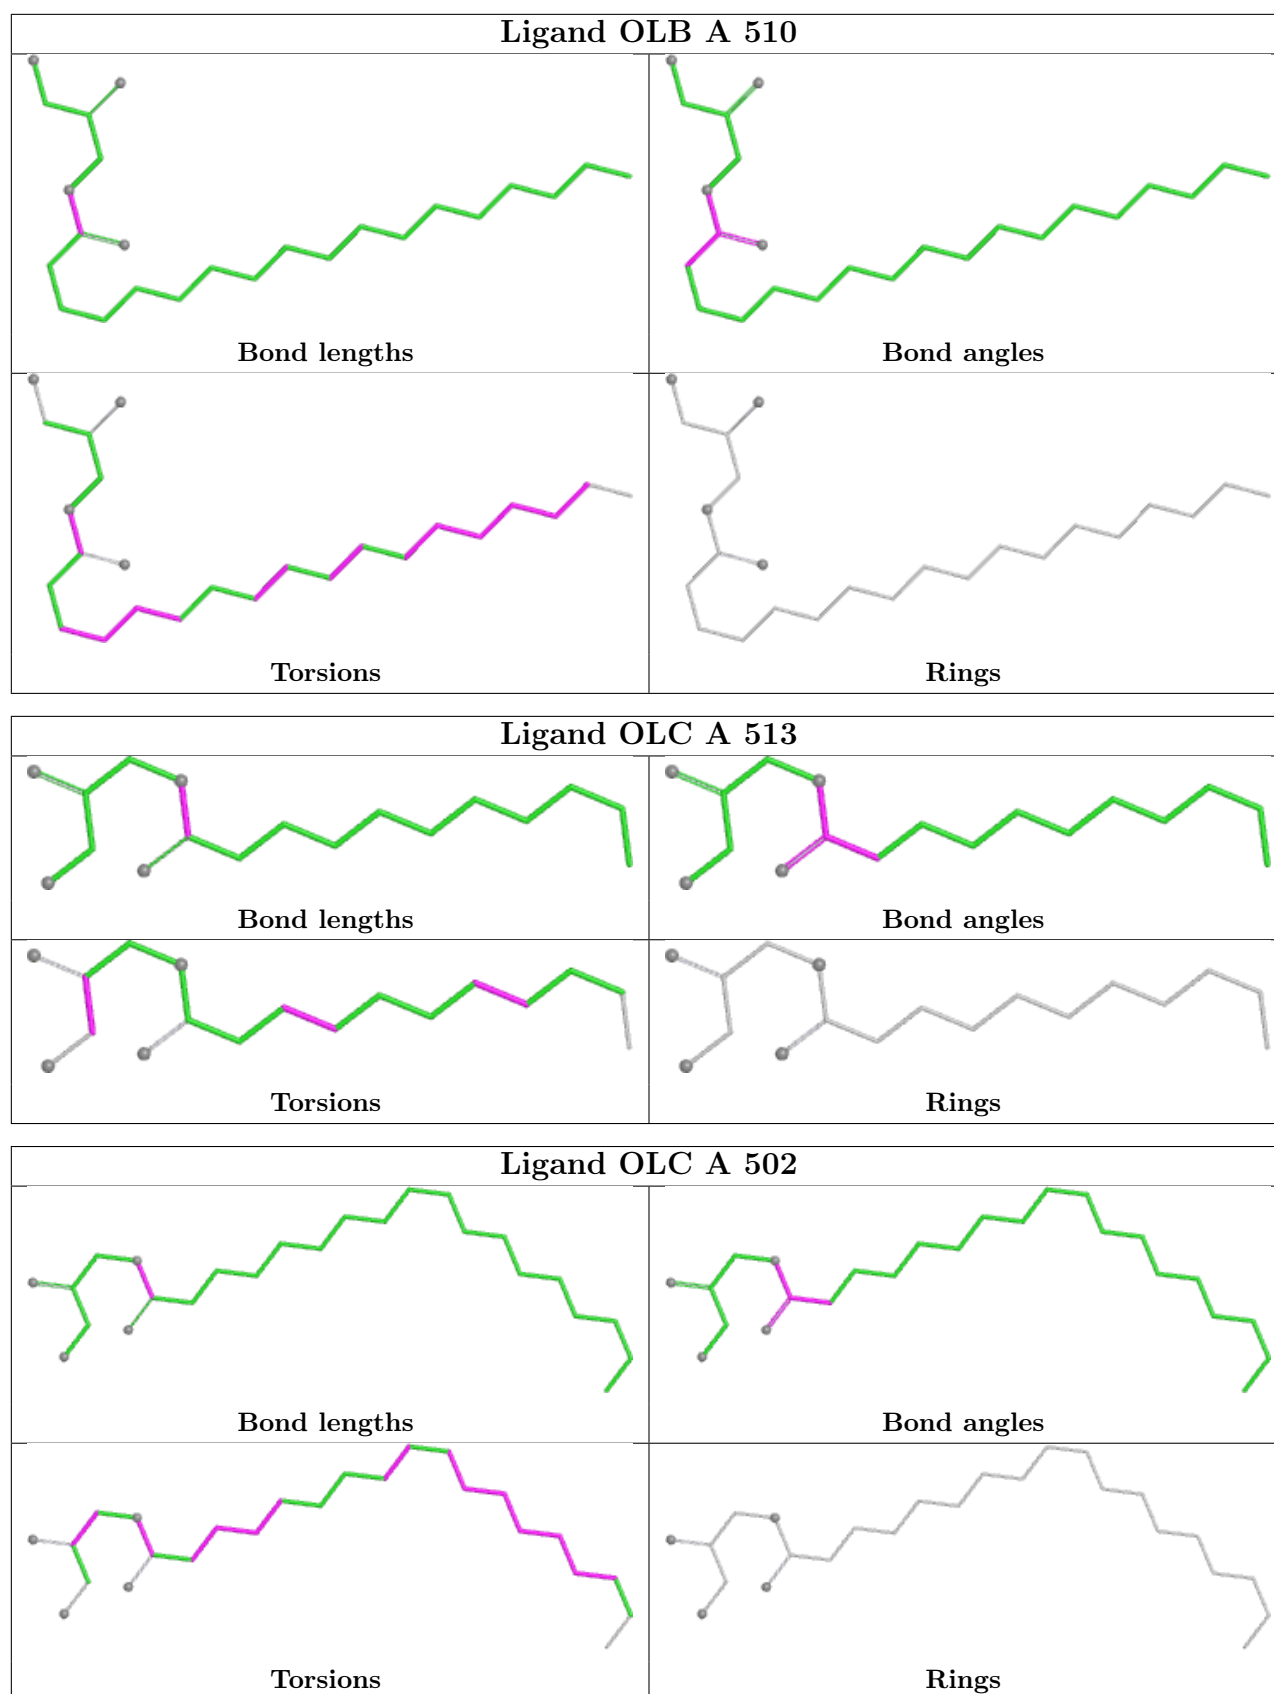 Ligand OLB A 510
Bond lengths
Bond angles
Torsions
Rings
Ligand OLC A 513
Bond lengths
Bond angles
Torsions
Rings
Ligand OLC A 502
Bond lengths
Bond angles
Torsions
Rings